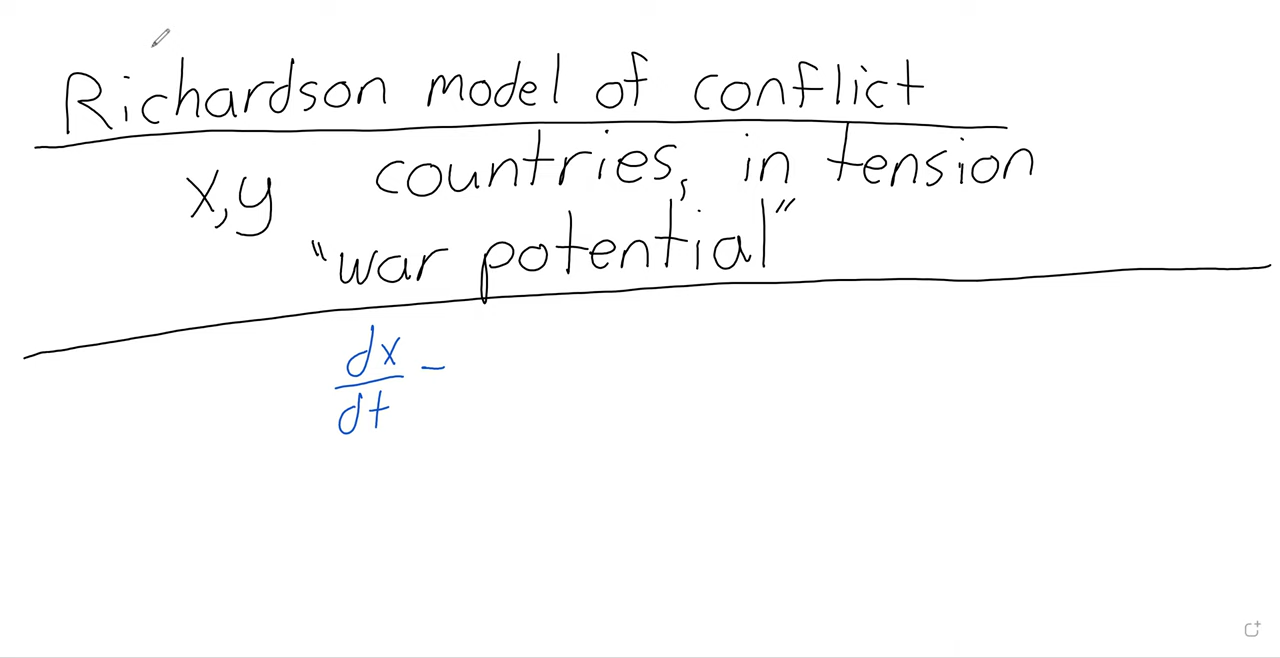 Richardson model of conflict
x,y countries, in tension
"war potential"
dx/dt -